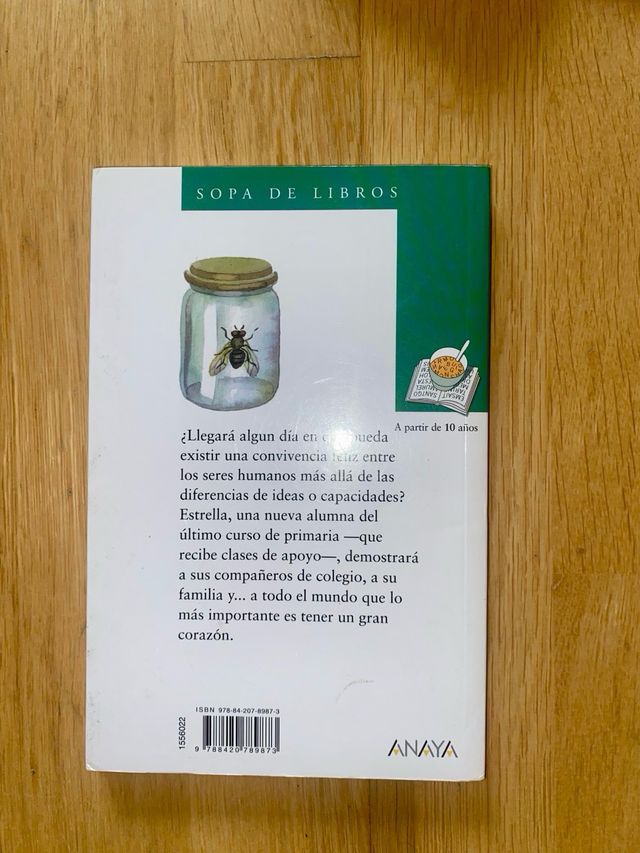 SOPA DE LIBROS
A partir de 10 años
¿Llegará algun día en que pueda
existir una convivencia feliz entre
los seres humanos más allá de las
diferencias de ideas o capacidades?
Estrella, una nueva alumna del
último curso de primaria —que
recibe clases de apoyo—, demostrará
a sus compañeros de colegio, a su
familia y... a todo el mundo que lo
más importante es tener un gran
corazón.
ISBN 978-84-207-8987-3
1556022
9 788420 789873
ANAYA